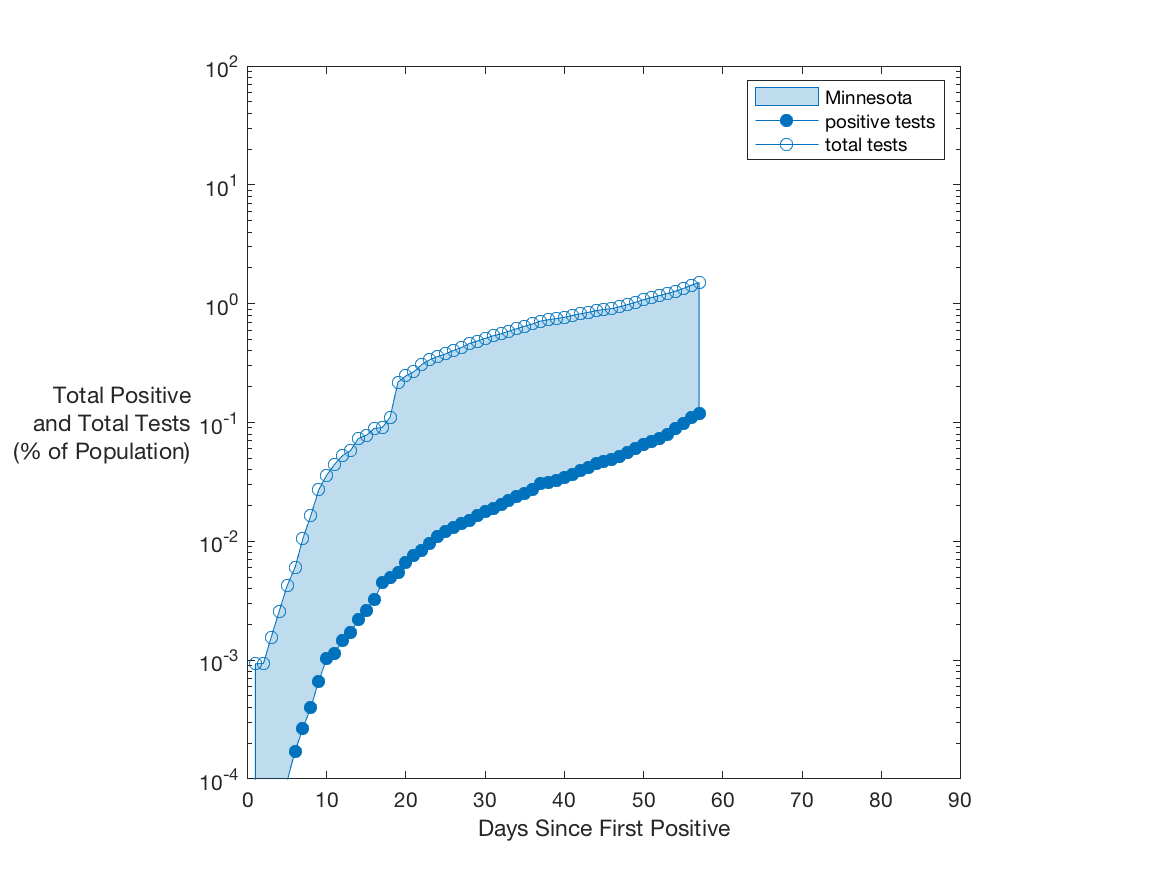 10^2
10^1
10^0
10^-1
10^-2
10^-3
10^-4
Total Positive
and Total Tests
(% of Population)
Minnesota
positive tests
total tests
0 10 20 30 40 50 60 70 80 90
Days Since First Positive